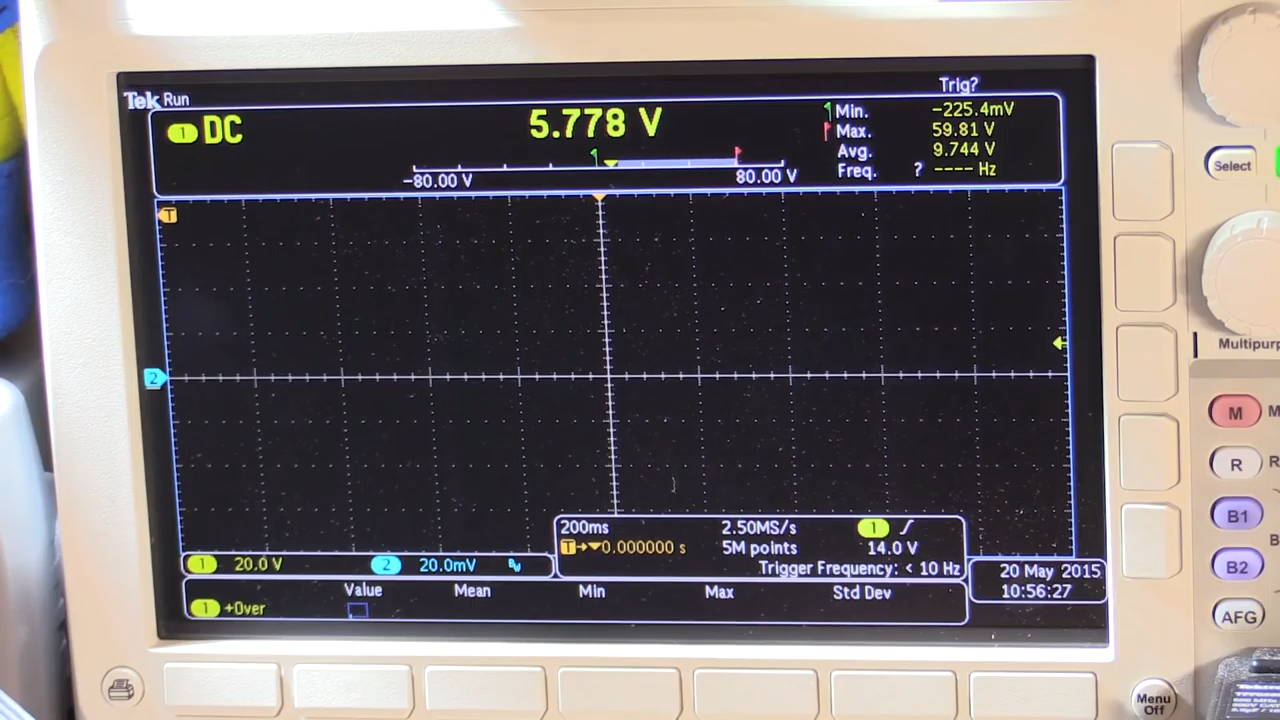 Tek Run
Trig?
1 DC
5.778 V
Min. -225.4mV
Max. 59.81 V
Avg. 9.744 V
Freq. ? ---- Hz
-80.00 V
80.00 V
T
2
200ms 2.50MS/s 1
T→▼0.000000 s 5M points 14.0 V
Trigger Frequency: < 10 Hz
1 20.0 V 2 20.0mV BW
20 May 2015
10:56:27
Value Mean Min Max Std Dev
1 +Over
Select
Multipur
M M
R R
B1
B
B2
AFG
Menu
Off